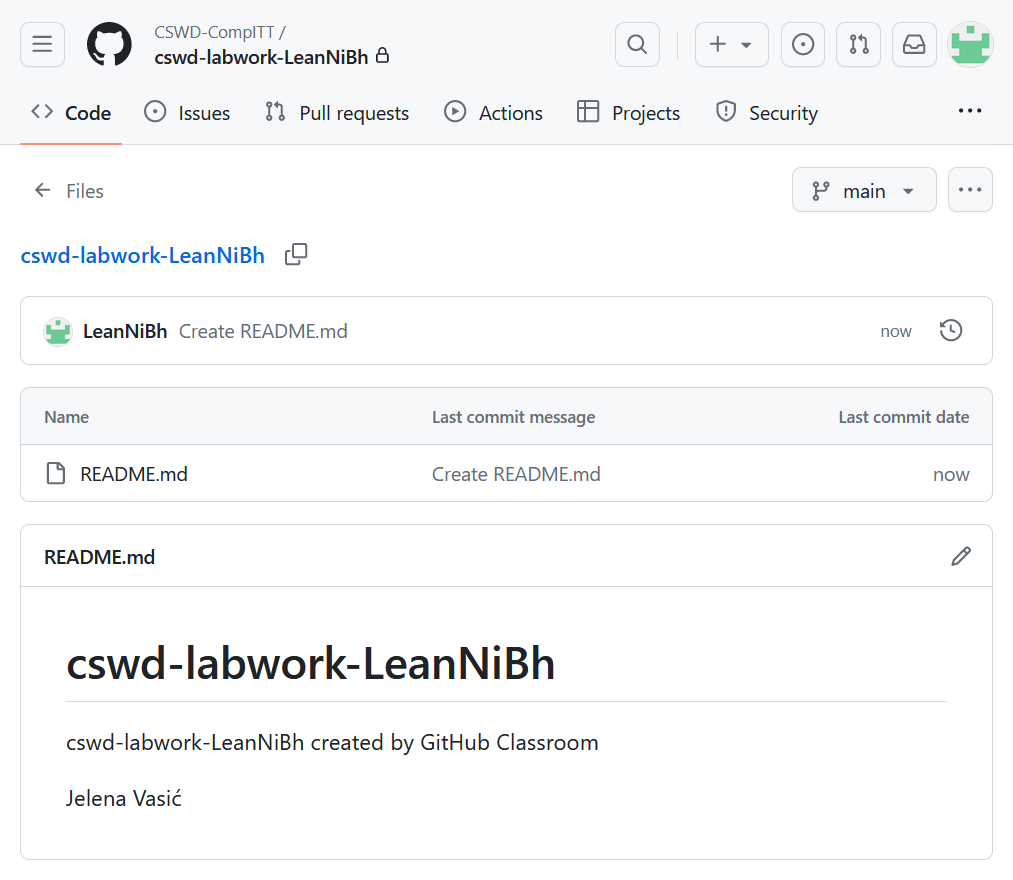 CSWD-CompITT /
cswd-labwork-LeanNiBh
Code Issues Pull requests Actions Projects Security
Files main
cswd-labwork-LeanNiBh
LeanNiBh Create README.md now
Name Last commit message Last commit date
README.md Create README.md now
README.md
cswd-labwork-LeanNiBh
cswd-labwork-LeanNiBh created by GitHub Classroom
Jelena Vasić